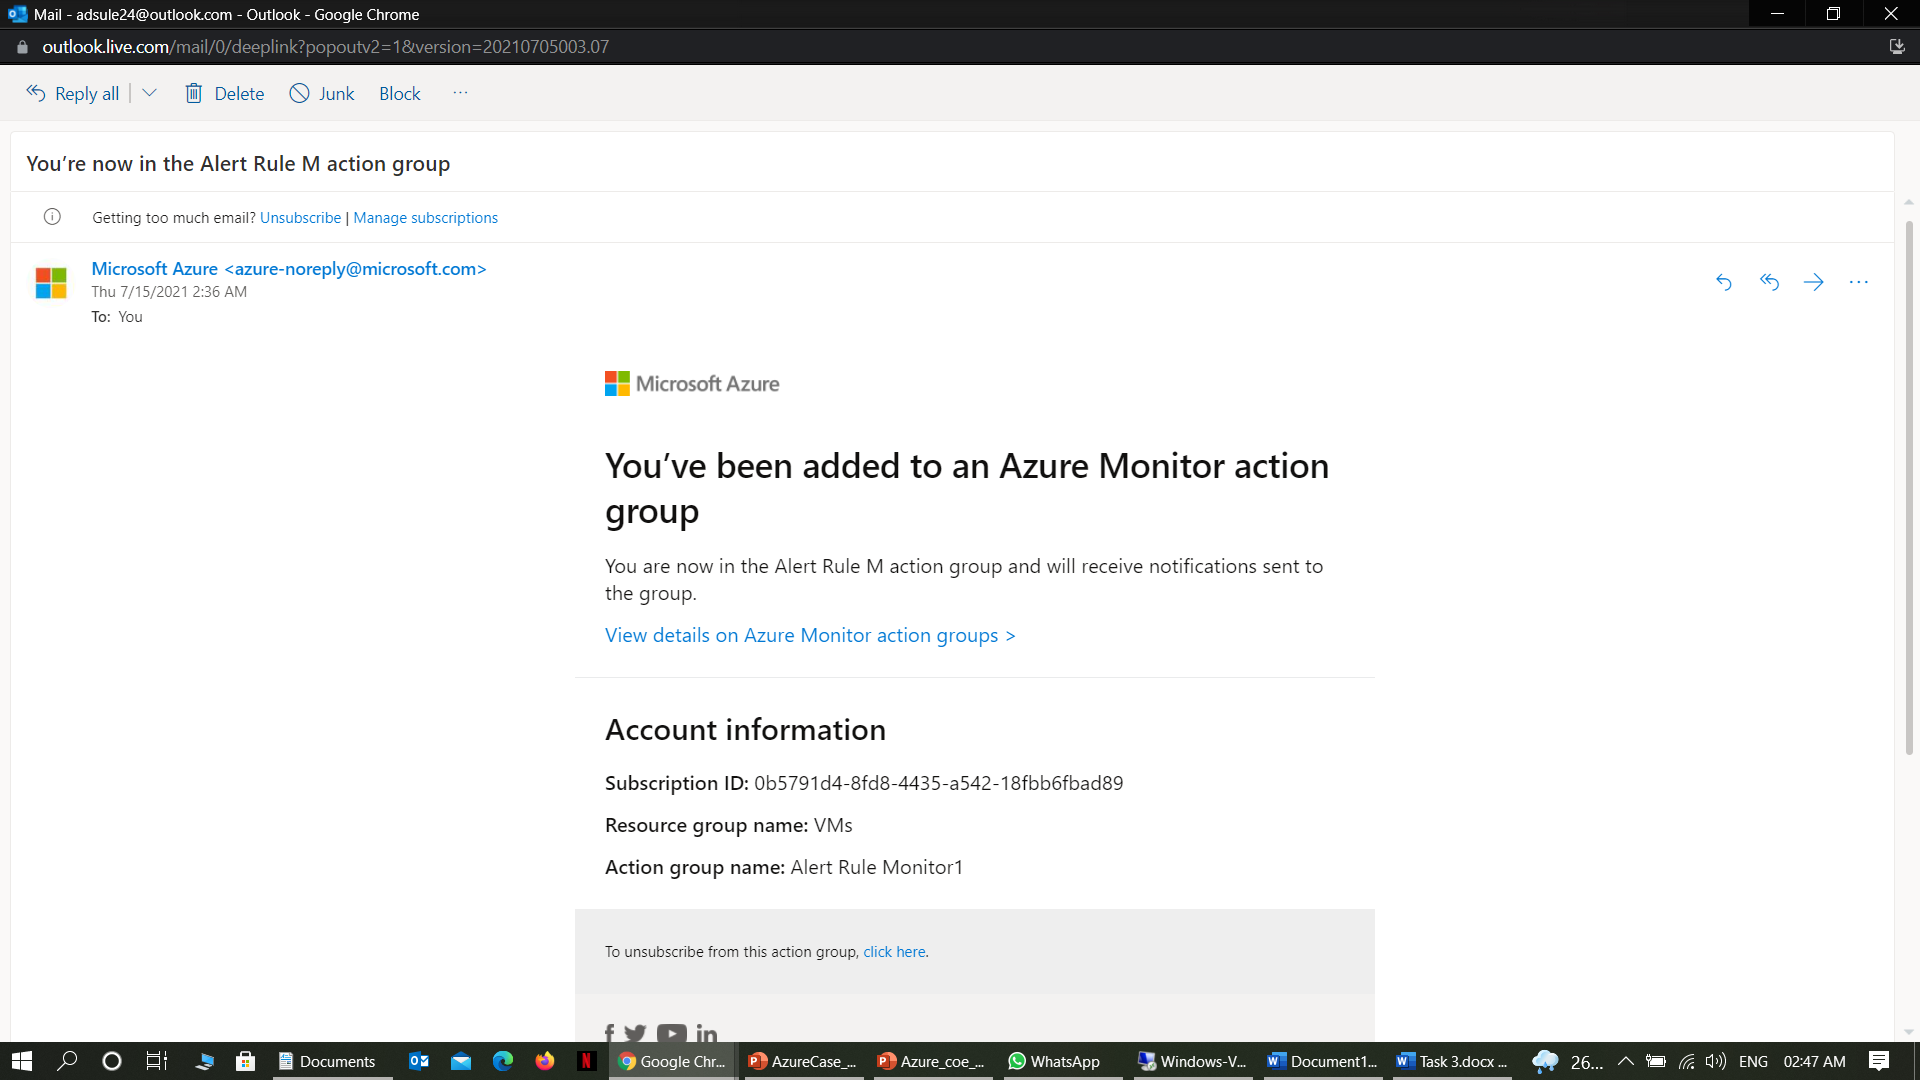 Mail - adsule24@outlook.com - Outlook - Google Chrome
outlook.live.com/mail/0/deeplink?popoutv2=1&version=20210705003.07
Reply all | Delete Junk Block ...
You’re now in the Alert Rule M action group
Getting too much email? Unsubscribe | Manage subscriptions
Microsoft Azure <azure-noreply@microsoft.com>
Thu 7/15/2021 2:36 AM
To: You
Microsoft Azure
You’ve been added to an Azure Monitor action
group
You are now in the Alert Rule M action group and will receive notifications sent to
the group.
View details on Azure Monitor action groups >
Account information
Subscription ID: 0b5791d4-8fd8-4435-a542-18fbb6fbad89
Resource group name: VMs
Action group name: Alert Rule Monitor1
To unsubscribe from this action group, click here.
Documents Google Chr... AzureCase_... Azure_coe_... WhatsApp Windows-V... Document1... Task 3.docx ... 26... ENG 02:47 AM